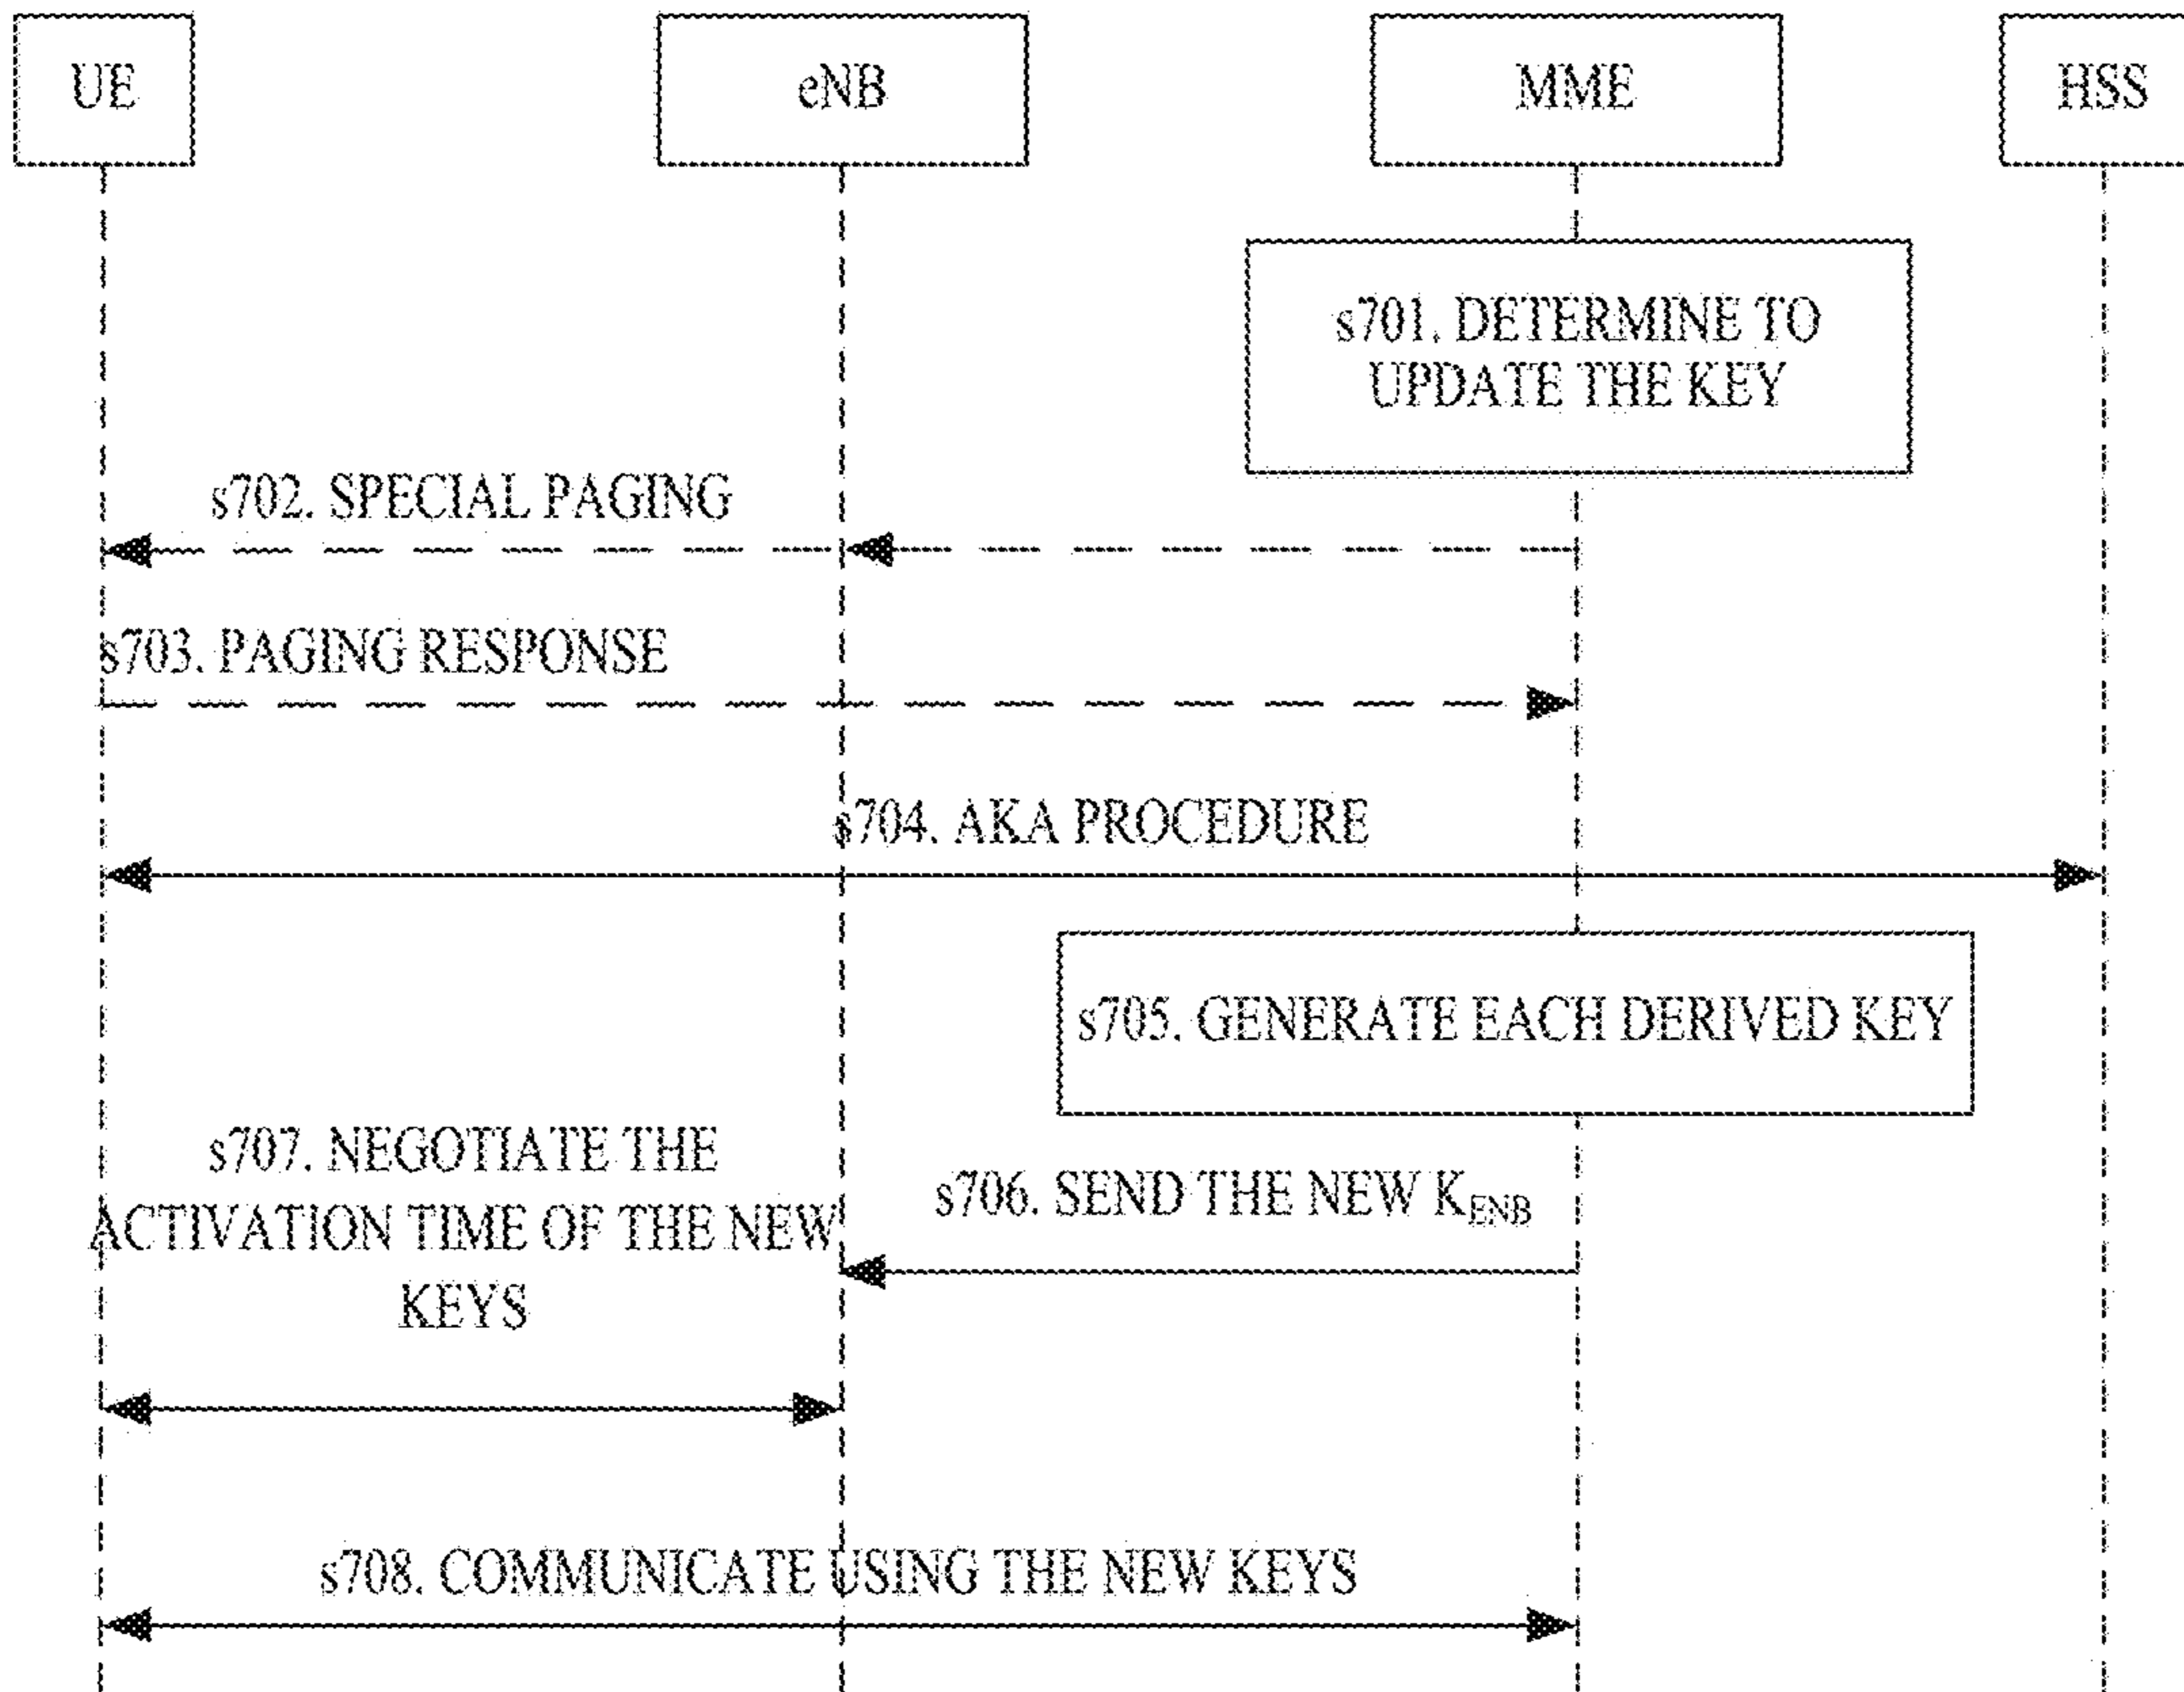 UE
eNB
MME
HSS
s701. DETERMINE TO
UPDATE THE KEY
s702. SPECIAL PAGING
s703. PAGING RESPONSE
s704. AKA PROCEDURE
s705. GENERATE EACH DERIVED KEY
s706. SEND THE NEW KENB
s707. NEGOTIATE THE
ACTIVATION TIME OF THE NEW
KEYS
s708. COMMUNICATE USING THE NEW KEYS